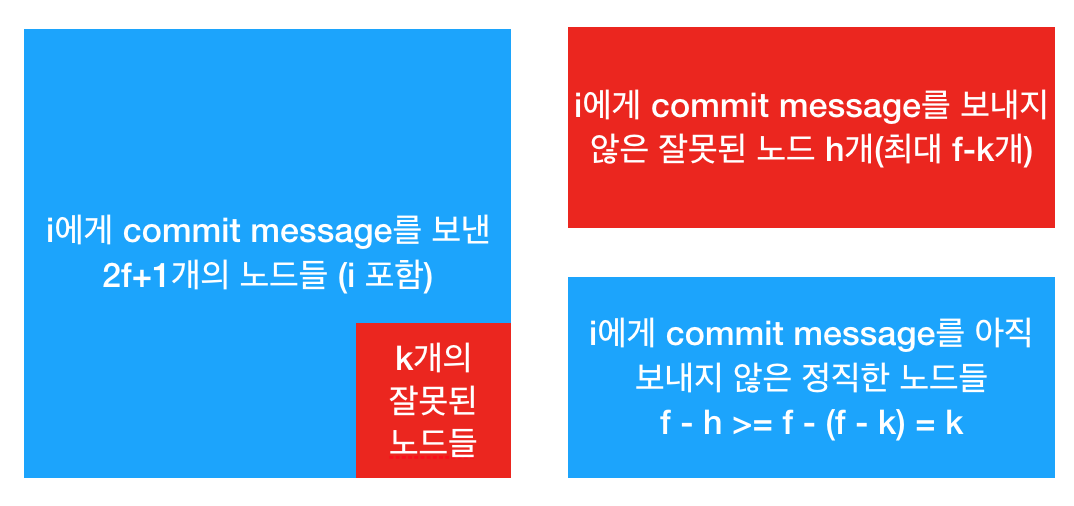 i에게 commit message를 보낸
2f+1개의 노드들 (i 포함)
k개의
잘못된
노드들
i에게 commit message를 보내지
않은 잘못된 노드 h개(최대 f-k개)
i에게 commit message를 아직
보내지 않은 정직한 노드들
f - h >= f - (f - k) = k